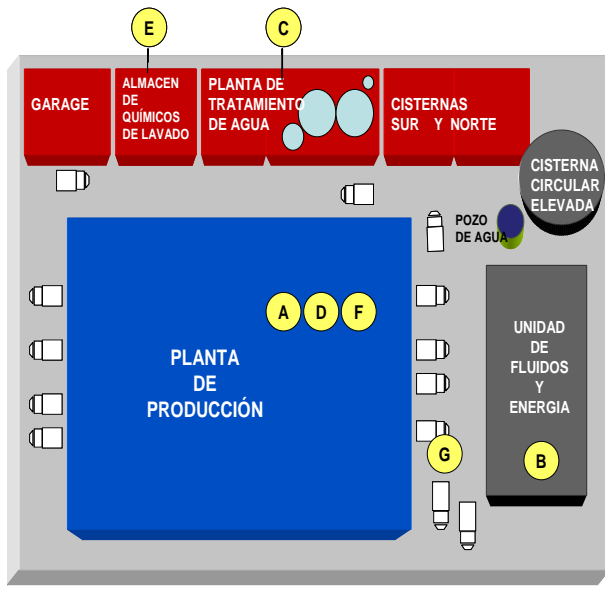 E
C
GARAGE
ALMACEN
DE
QUÍMICOS
DE LAVADO
PLANTA DE
TRATAMIENTO
DE AGUA
CISTERNAS
SUR Y NORTE
CISTERNA
CIRCULAR
ELEVADA
POZO
DE AGUA
A
D
F
PLANTA
DE
PRODUCCIÓN
UNIDAD
DE
FLUIDOS
Y
ENERGIA
G
B